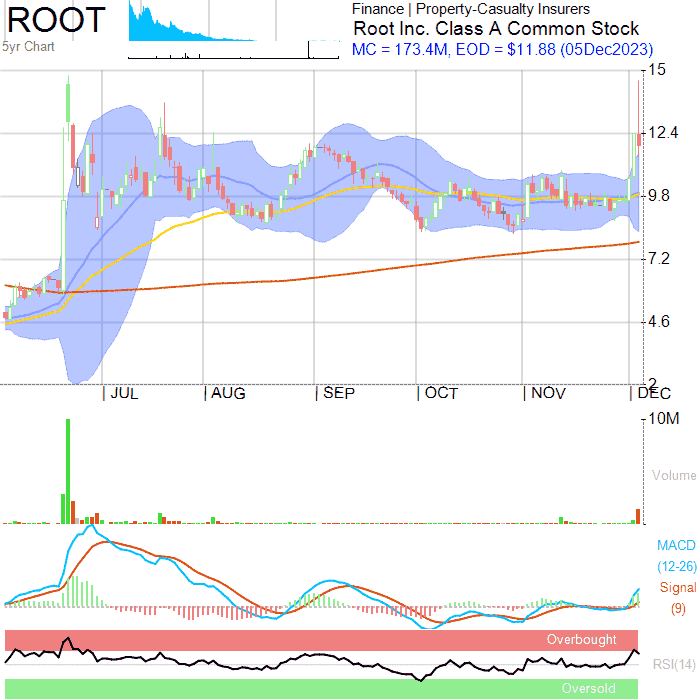 ROOT
5yr Chart
Finance | Property-Casualty Insurers
Root Inc. Class A Common Stock
MC = 173.4M, EOD = $11.88 (05Dec2023)
15
12.4
9.8
7.2
4.6
2
JUL
AUG
SEP
OCT
NOV
DEC
10M
Volume
MACD
(12-26)
Signal
(9)
Overbought
RSI(14)
Oversold